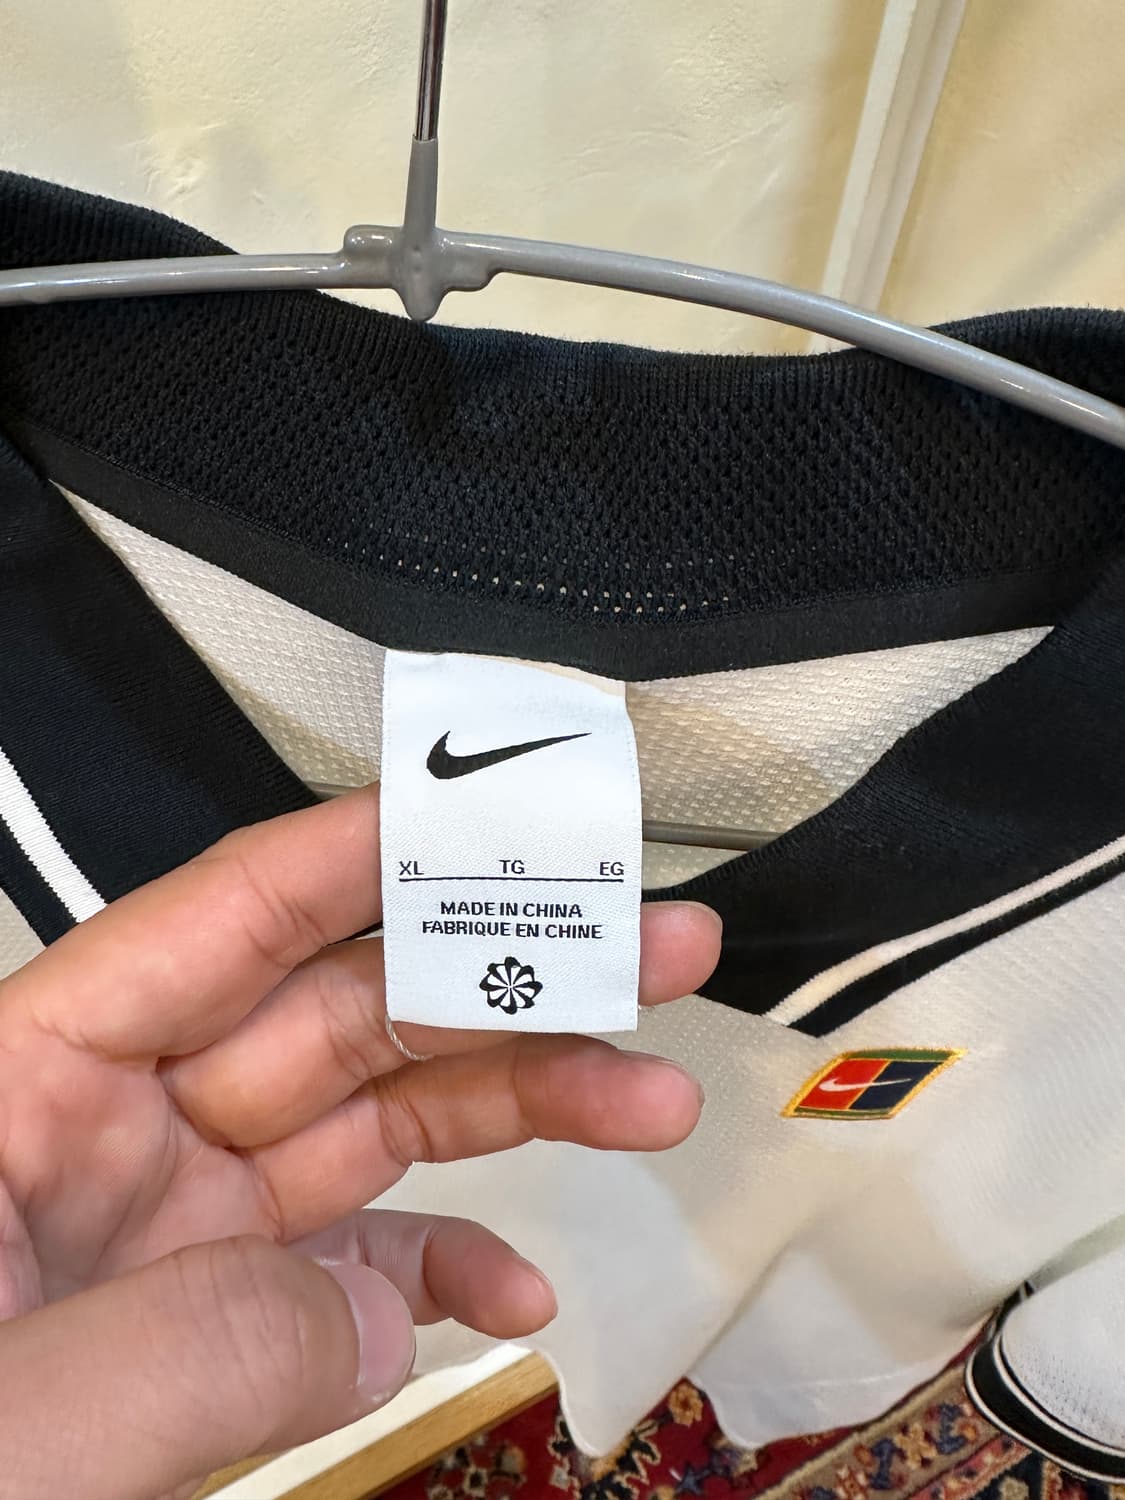 XL TG EG
MADE IN CHINA
FABRIQUE EN CHINE